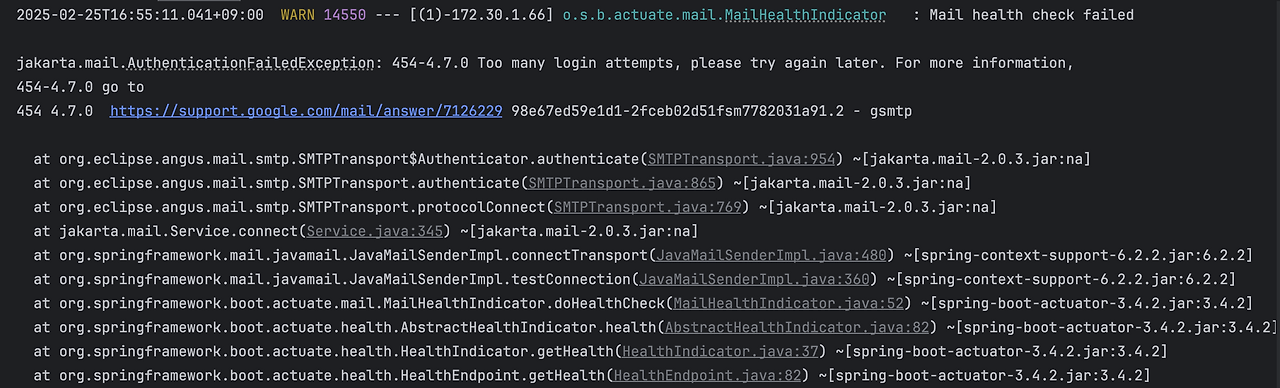 2025-02-25T16:55:11.041+09:00  WARN 14550 --- [(1)-172.30.1.66] o.s.b.actuate.mail.MailHealthIndicator   : Mail health check failed
jakarta.mail.AuthenticationFailedException: 454-4.7.0 Too many login attempts, please try again later. For more information,
454-4.7.0 go to
454 4.7.0  https://support.google.com/mail/answer/7126229 98e67ed59e1d1-2fceb02d51fsm7782031a91.2 - gsmtp
at org.eclipse.angus.mail.smtp.SMTPTransport$Authenticator.authenticate(SMTPTransport.java:954) ~[jakarta.mail-2.0.3.jar:na]
at org.eclipse.angus.mail.smtp.SMTPTransport.authenticate(SMTPTransport.java:865) ~[jakarta.mail-2.0.3.jar:na]
at org.eclipse.angus.mail.smtp.SMTPTransport.protocolConnect(SMTPTransport.java:769) ~[jakarta.mail-2.0.3.jar:na]
at jakarta.mail.Service.connect(Service.java:345) ~[jakarta.mail-2.0.3.jar:na]
at org.springframework.mail.javamail.JavaMailSenderImpl.connectTransport(JavaMailSenderImpl.java:480) ~[spring-context-support-6.2.2.jar:6.2.2]
at org.springframework.mail.javamail.JavaMailSenderImpl.testConnection(JavaMailSenderImpl.java:360) ~[spring-context-support-6.2.2.jar:6.2.2]
at org.springframework.boot.actuate.mail.MailHealthIndicator.doHealthCheck(MailHealthIndicator.java:52) ~[spring-boot-actuator-3.4.2.jar:3.4.2]
at org.springframework.boot.actuate.health.AbstractHealthIndicator.health(AbstractHealthIndicator.java:82) ~[spring-boot-actuator-3.4.2.jar:3.4.2]
at org.springframework.boot.actuate.health.HealthIndicator.getHealth(HealthIndicator.java:37) ~[spring-boot-actuator-3.4.2.jar:3.4.2]
at org.springframework.boot.actuate.health.HealthEndpoint.getHealth(HealthEndpoint.java:82) ~[spring-boot-actuator-3.4.2.jar:3.4.2]